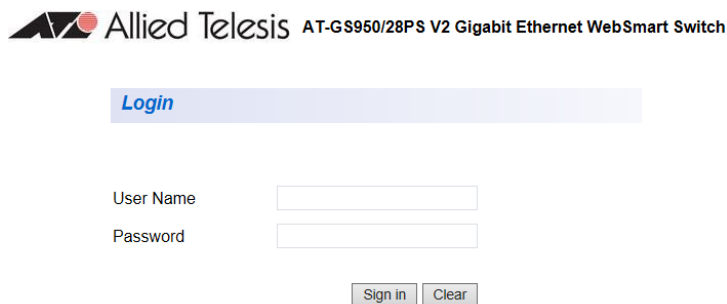 Allied Telesis AT-GS950/28PS V2 Gigabit Ethernet WebSmart Switch
Login
User Name
Password
Sign in Clear